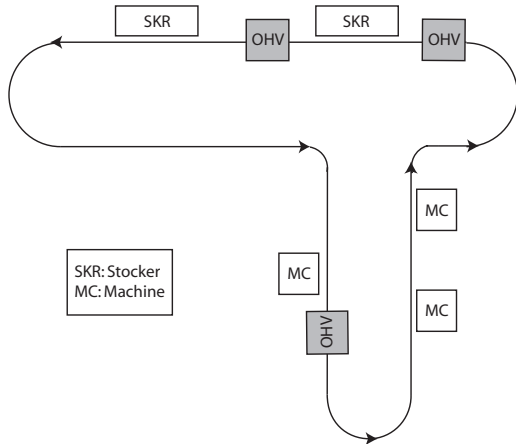 SKR
SKR
OHV
OHV
MC
MC
SKR: Stocker
MC: Machine
MC
OHV